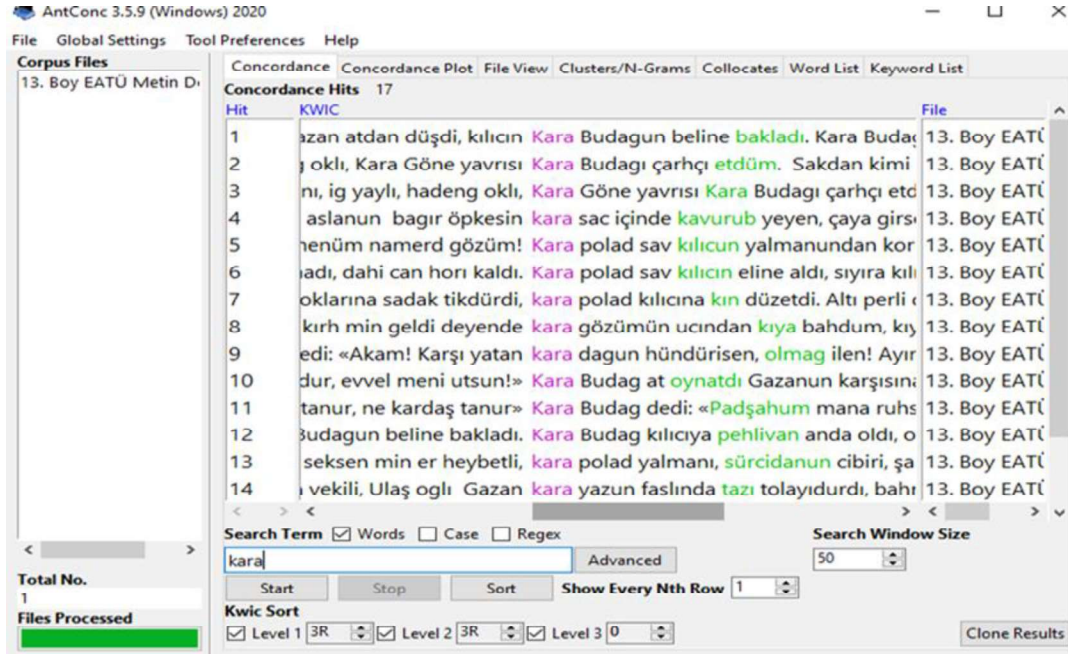 AntConc 3.5.9 (Windows) 2020
File Global Settings Tool Preferences Help
Corpus Files
13. Boy EATÜ Metin D
Concordance Concordance Plot File View Clusters/N-Grams Collocates Word List Keyword List
Concordance Hits 17
Hit KWIC File
1 azan atdan düşdi, kılıcın Kara Budagun beline bakladı. Kara Budag 13. Boy EATÜ
2 g oklı, Kara Göne yavrısı Kara Budagı çarhçı etdüm. Sakdan kimi 13. Boy EATÜ
3 nı, ig yaylı, hadeng oklı, Kara Göne yavrısı Kara Budagı çarhçı etd 13. Boy EATÜ
4 aslanun bagır öpkesin kara sac içinde kavurub yeyen, çaya girs 13. Boy EATÜ
5 menüm namerd gözüm! Kara polad sav kılıcun yalmanundan kor 13. Boy EATÜ
6 adı, dahi can horı kaldı. Kara polad sav kılıcın eline aldı, sıyıra kılı 13. Boy EATÜ
7 oklarına sadak tikdürdi, kara polad kılıcına kın düzetdi. Altı perli 13. Boy EATÜ
8 kırh min geldi deyende kara gözümün ucından kıya bahdum, kıy 13. Boy EATÜ
9 edi: «Akam! Karşı yatan kara dagun hündürisen, olmag ilen! Ayır 13. Boy EATÜ
10 dur, evvel meni utsun!» Kara Budag at oynatdı Gazanun karşısına 13. Boy EATÜ
11 tanur, ne kardaş tanur» Kara Budag dedi: «Padşahum mana ruhs 13. Boy EATÜ
12 Budagun beline bakladı. Kara Budag kılıcıya pehlivan anda oldı, o 13. Boy EATÜ
13 seksen min er heybetli, kara polad yalmanı, sürcidanun cibiri, şa 13. Boy EATÜ
14 vekili, Ulaş oglı Gazan kara yazun faslında tazı tolayıdurdı, bahr 13. Boy EATÜ
Search Term Words Case Regex Search Window Size
kara Advanced 50
Total No.
1
Start Stop Sort Show Every Nth Row 1
Files Processed
Kwic Sort
Level 1 3R Level 2 3R Level 3 0 Clone Results